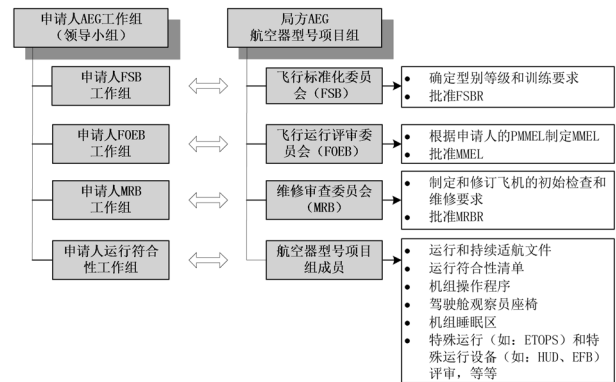 申请人AEG工作组
（领导小组）
局方AEG
航空器型号项目组
申请人FSB
工作组
飞行标准化委员
会（FSB）
● 确定型别等级和训练要求
● 批准FSBR
申请人FOEB
工作组
飞行运行评审委
员会（FOEB）
● 根据申请人的PMMEL制定MMEL
● 批准MMEL
申请人MRB
工作组
维修审查委员会
（MRB）
● 制定和修订飞机的初始检查和
维修要求
● 批准MRBR
申请人运行符合
性工作组
航空器型号项目
组成员
● 运行和持续适航文件
● 运行符合性清单
● 机组操作程序
● 驾驶舱观察员座椅
● 机组睡眠区
● 特殊运行（如：ETOPS）和特
殊运行设备（如：HUD、EFB）
评审，等等